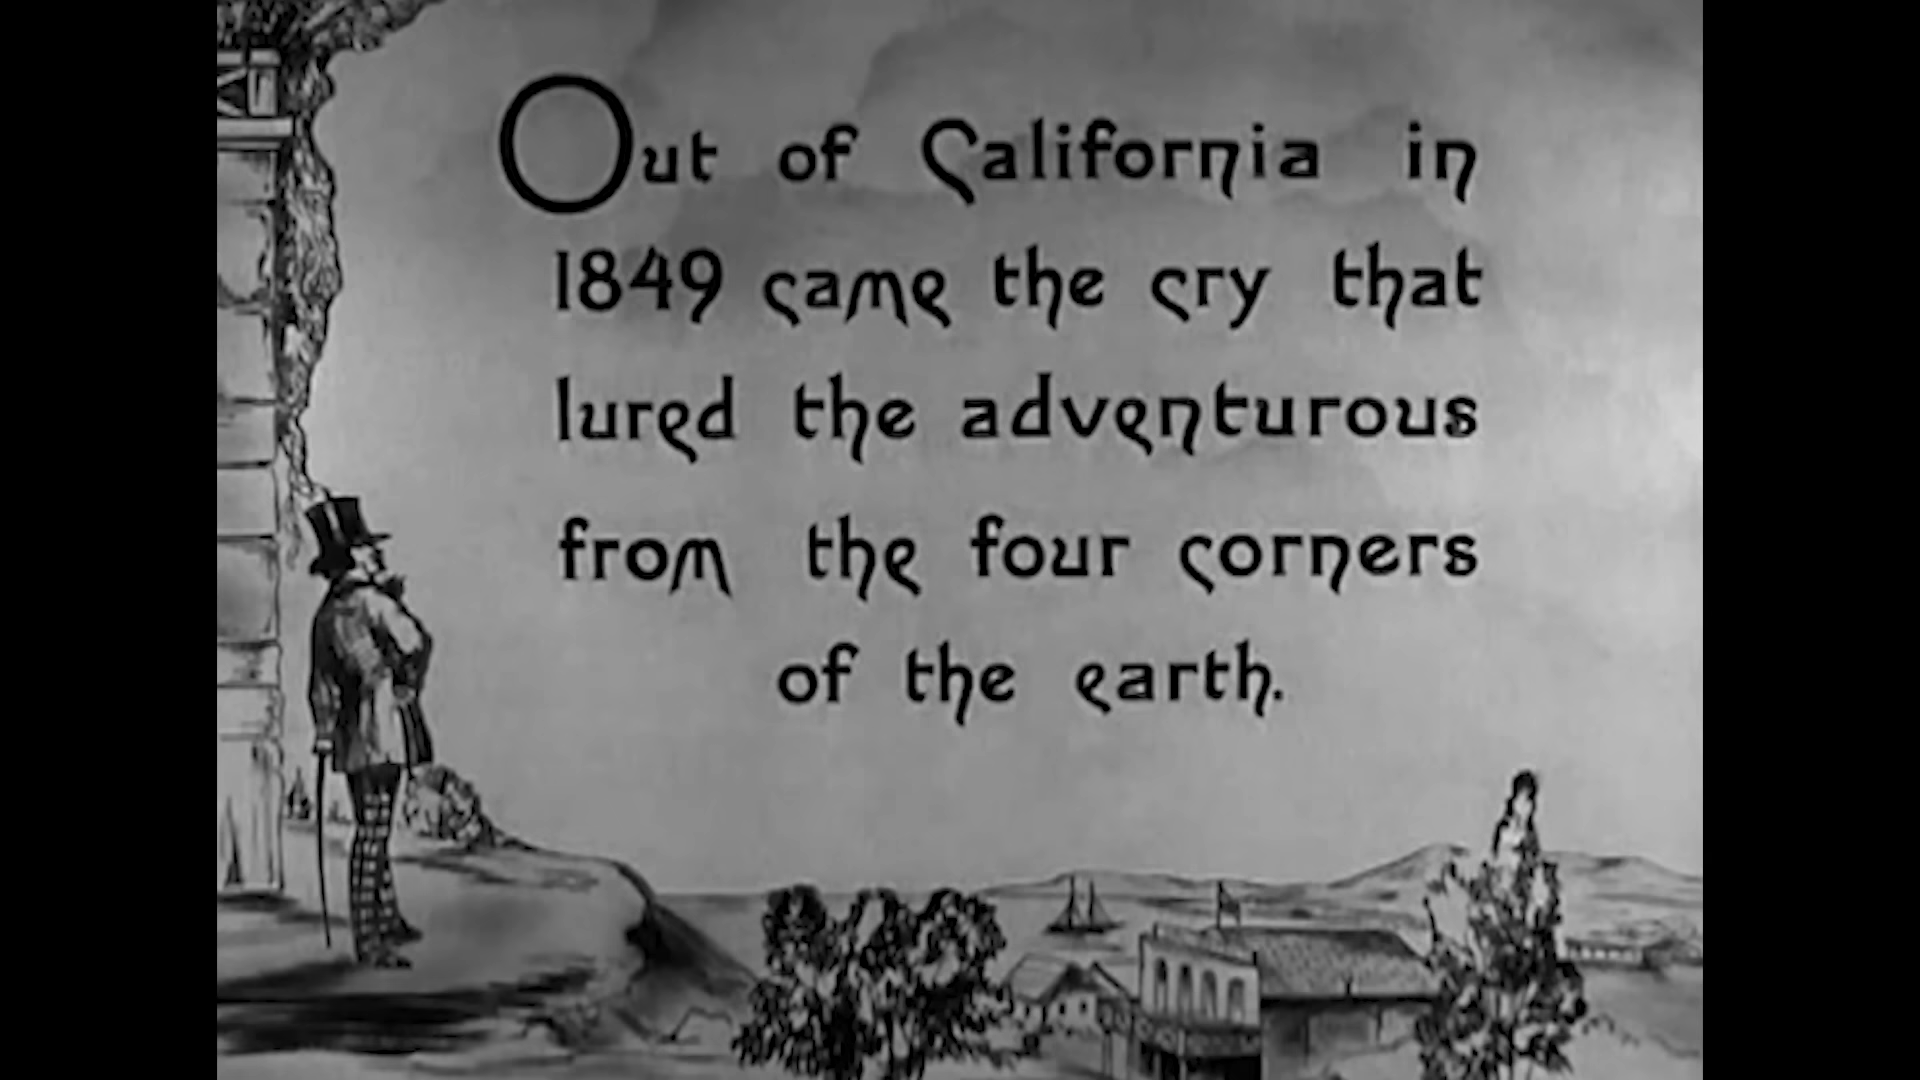 Out of California in
1849 came the cry that
lured the adventurous
from the four corners
of the earth.